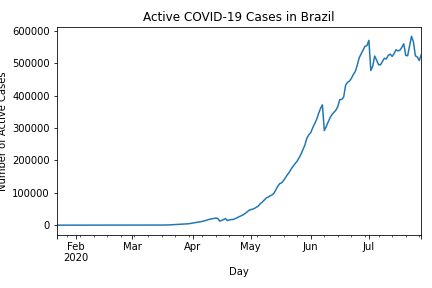 Active COVID-19 Cases in Brazil
Number of Active Cases
600000
500000
400000
300000
200000
100000
0
Feb Mar Apr May Jun Jul
2020
Day